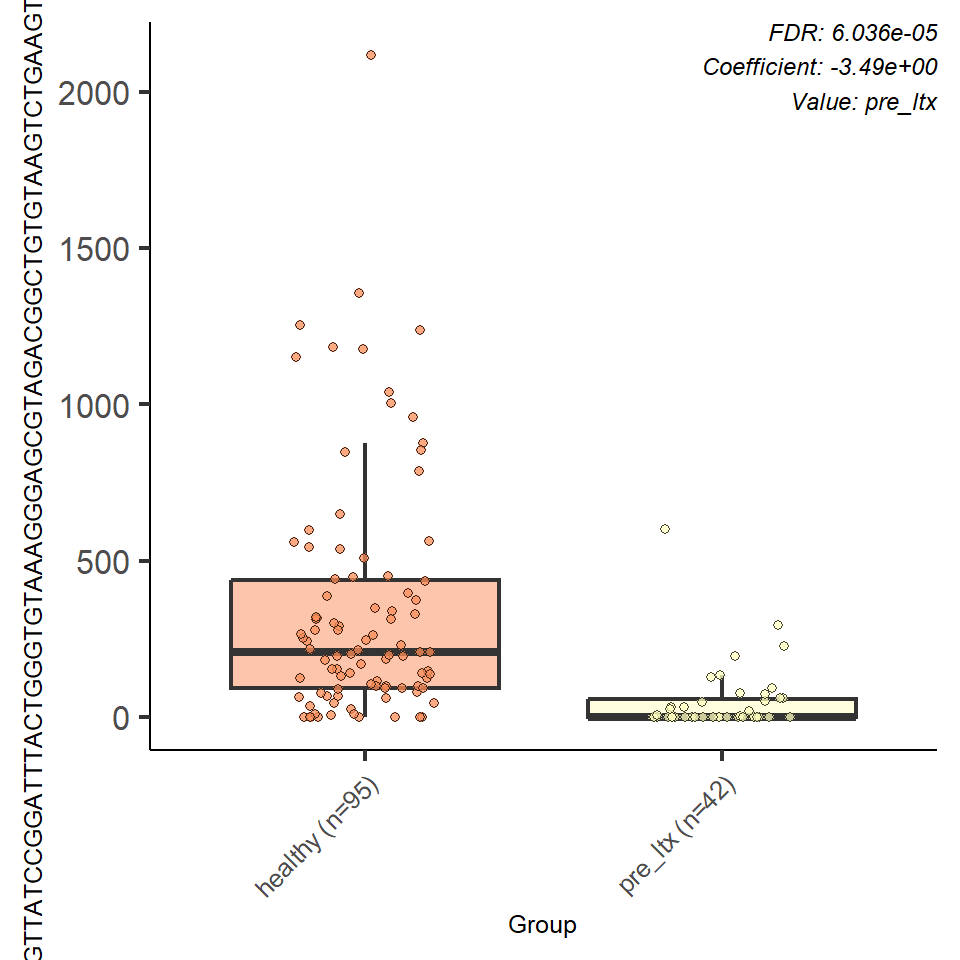 FDR: 6.036e-05
Coefficient: -3.49e+00
Value: pre_ltx
GTTATCCGGATTTACTGGGTGTAAAGGGAGCGTAGACGGCTGTGTAAGTCTGAAGT
2000
1500
1000
500
0
healthy (n=95)
pre_ltx (n=42)
Group